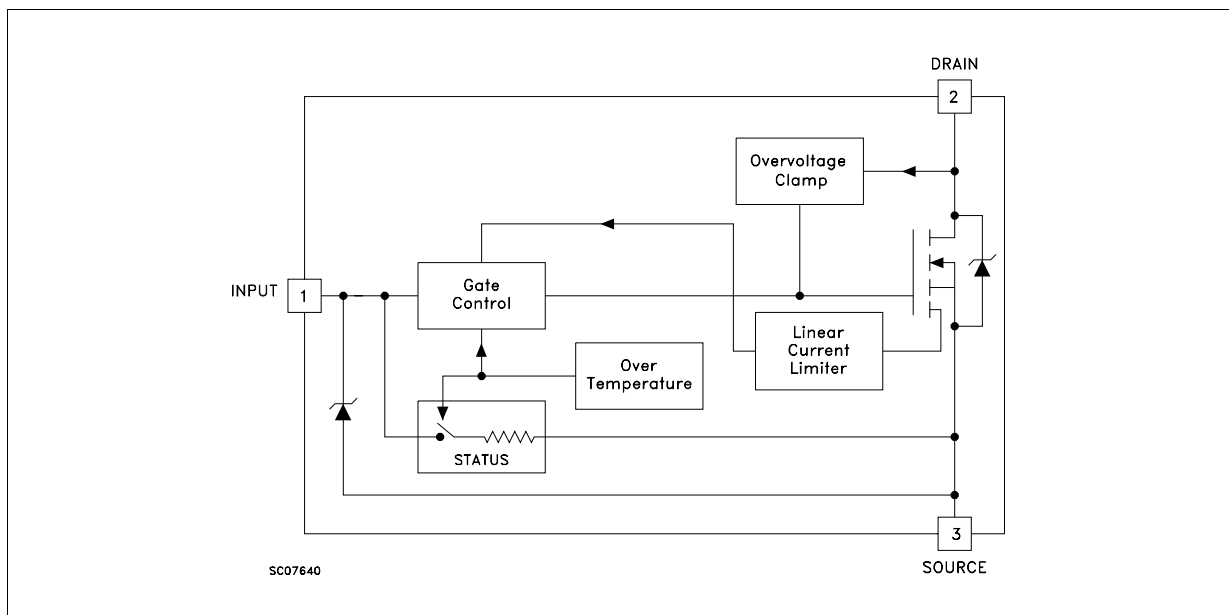 DRAIN
2
Overvoltage
Clamp
INPUT
1
Gate
Control
Linear
Current
Limiter
Over
Temperature
STATUS
3
SC07640
SOURCE